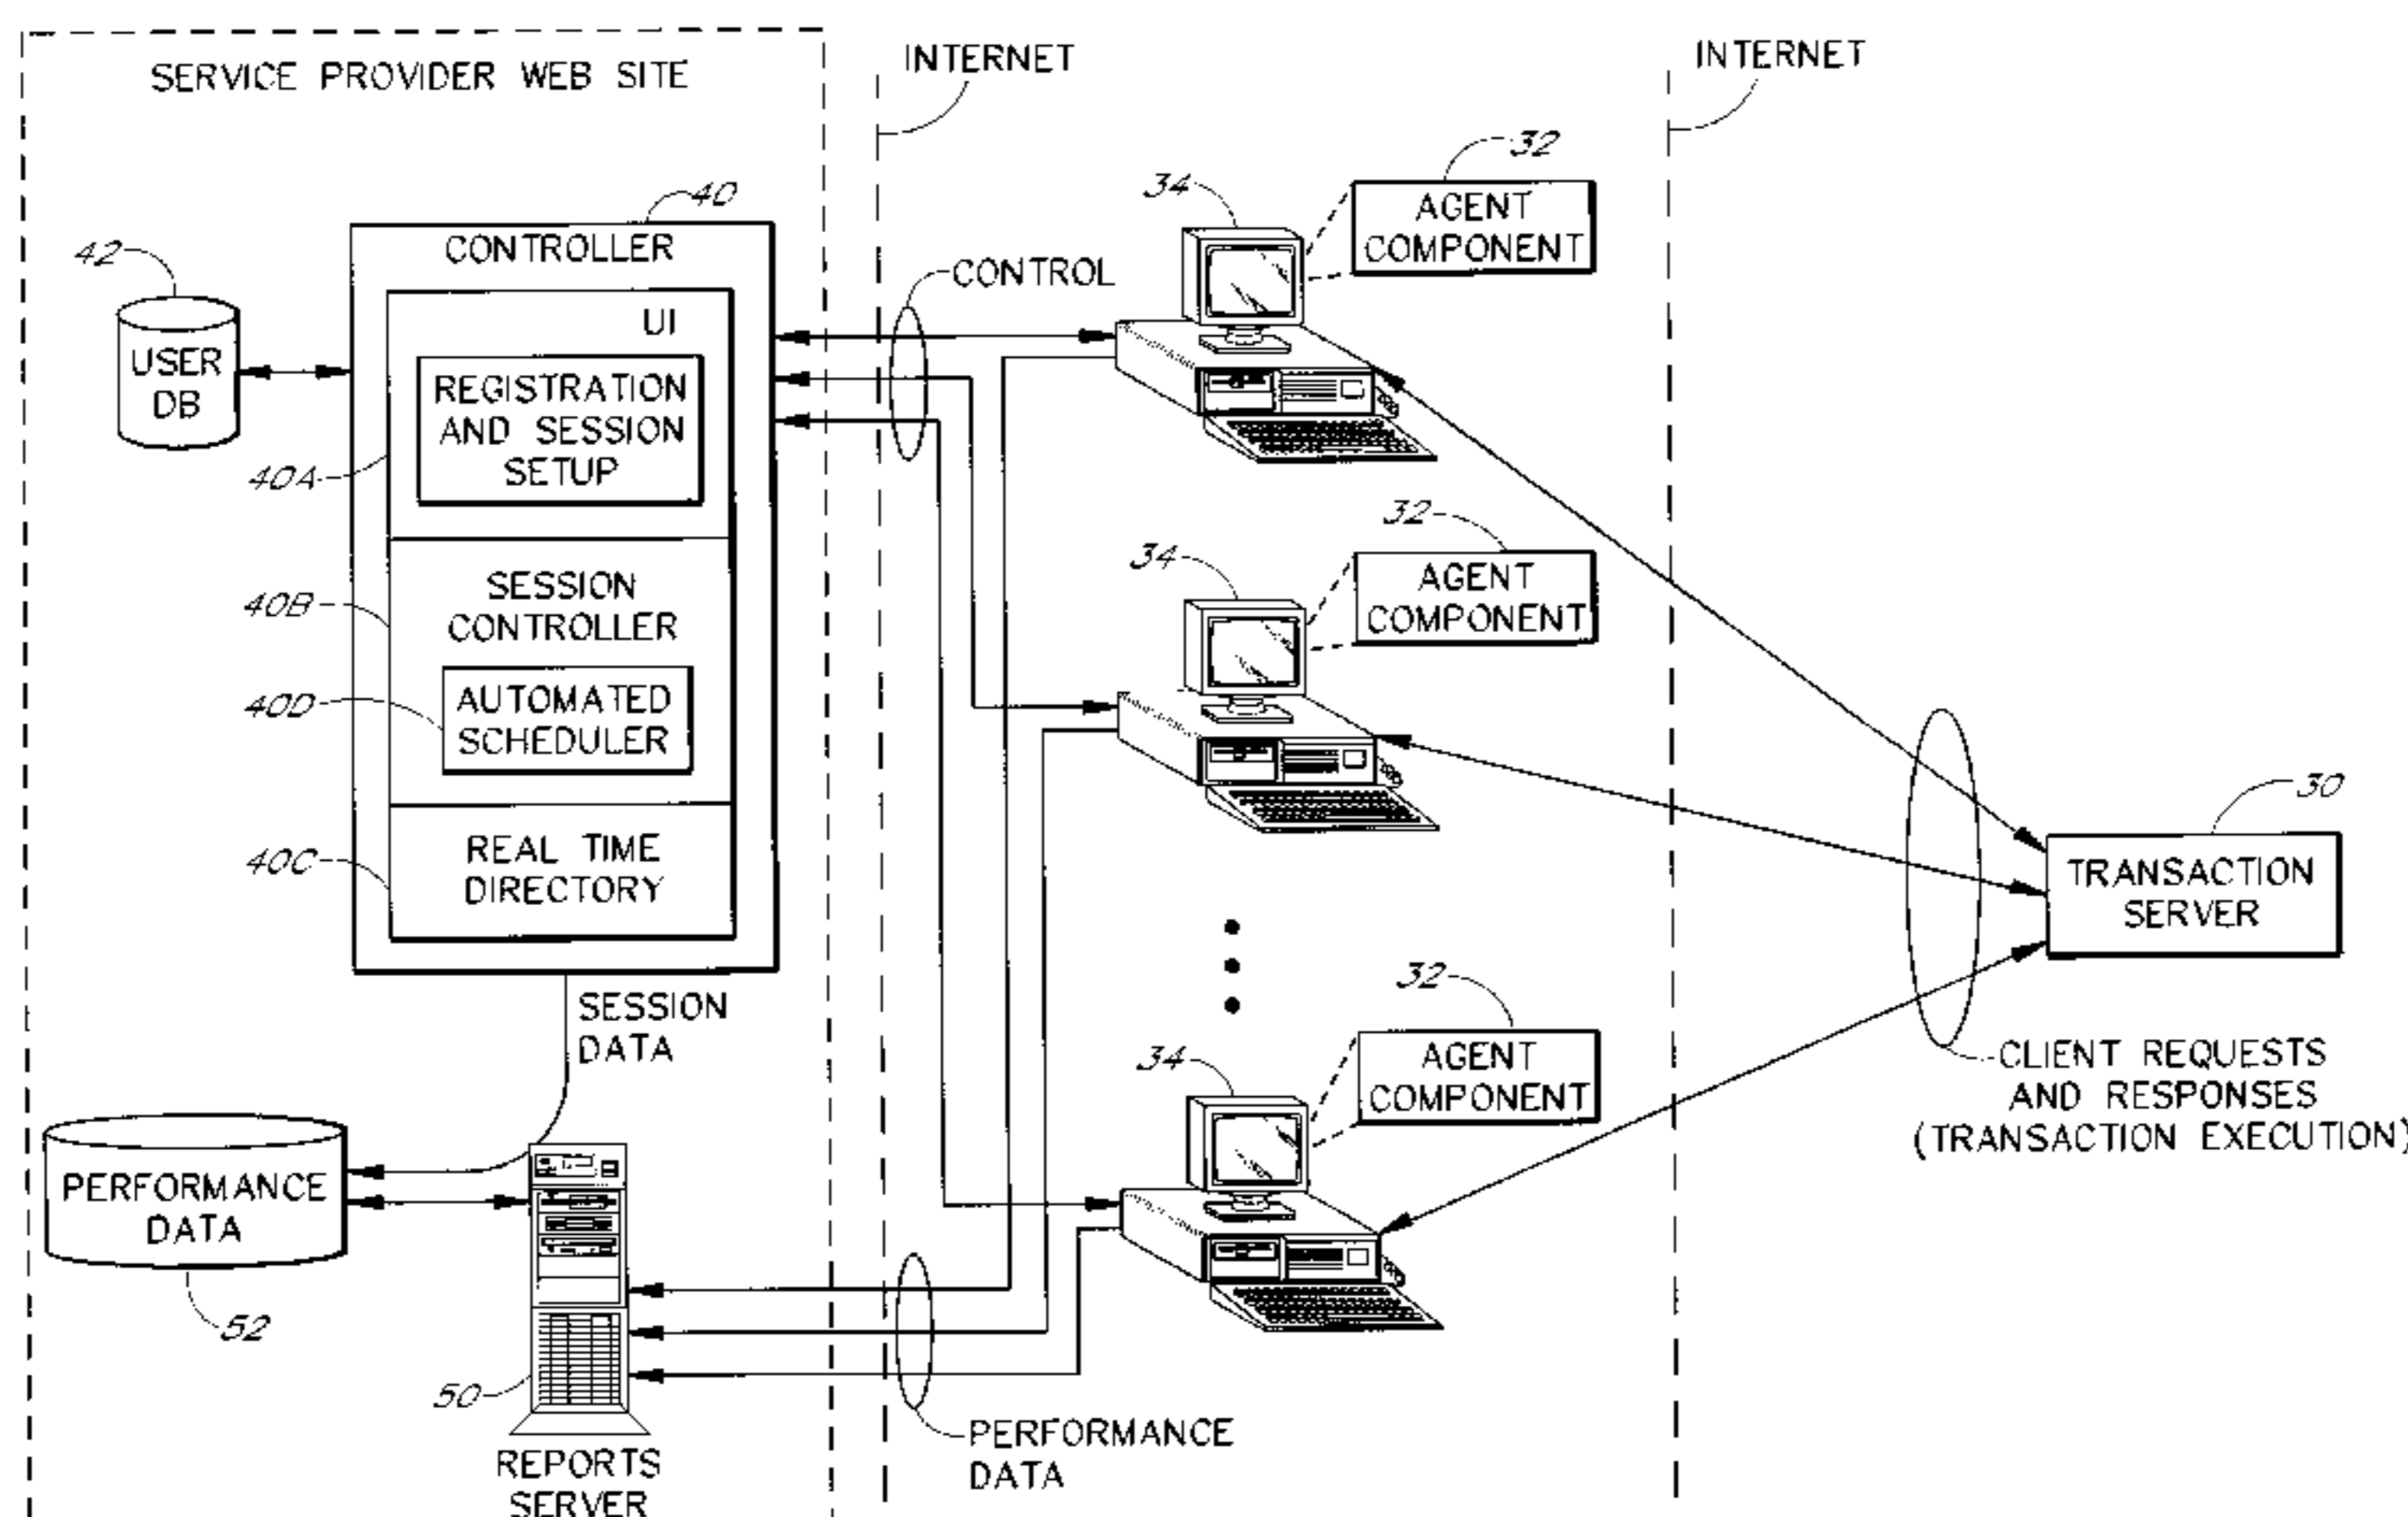 SERVICE PROVIDER WEB SITE
INTERNET
INTERNET
40
CONTROLLER
42
USER
DB
UI
REGISTRATION
AND SESSION
SETUP
40A
SESSION
CONTROLLER
40B
AUTOMATED
SCHEDULER
40D
REAL TIME
DIRECTORY
40C
SESSION
DATA
PERFORMANCE
DATA
52
50
REPORTS
SERVER
CONTROL
34
32
AGENT
COMPONENT
34
32
AGENT
COMPONENT
34
32
AGENT
COMPONENT
PERFORMANCE
DATA
30
TRANSACTION
SERVER
CLIENT REQUESTS
AND RESPONSES
(TRANSACTION EXECUTION)